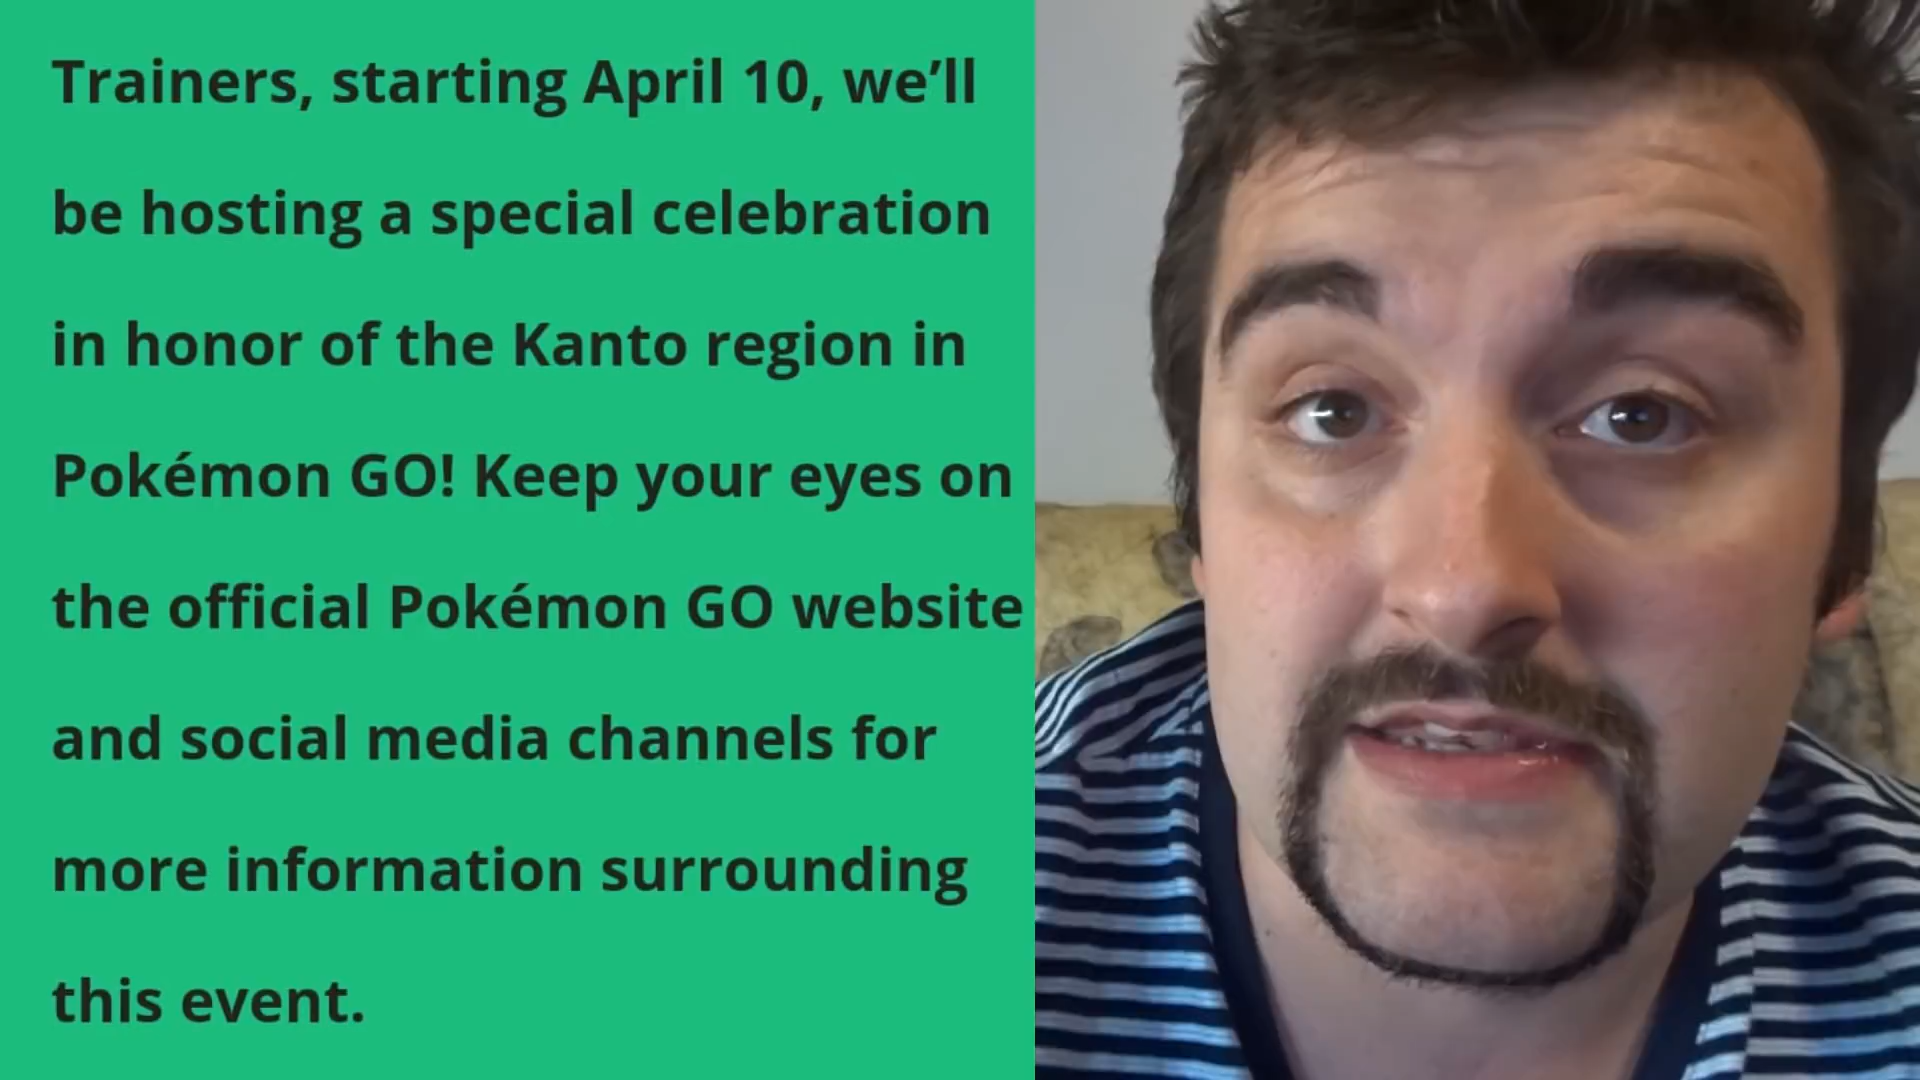 Trainers, starting April 10, we’ll
be hosting a special celebration
in honor of the Kanto region in
Pokémon GO! Keep your eyes on
the official Pokémon GO website
and social media channels for
more information surrounding
this event.